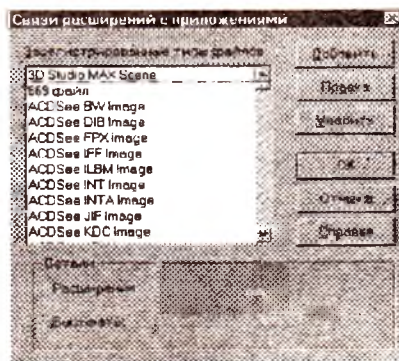 Связи расширений с приложениями
Зарегистрированные типы файлов
3D Studio MAX Scene
669 файл
ACDSee BW Image
ACDSee DIB Image
ACDSee FPX Image
ACDSee IFF Image
ACDSee ILBM Image
ACDSee INT Image
ACDSee INTA Image
ACDSee JIF Image
ACDSee KDC Image
Добавить
Правка
Удалить
OK
Отмена
Справка
Детали
Расширения